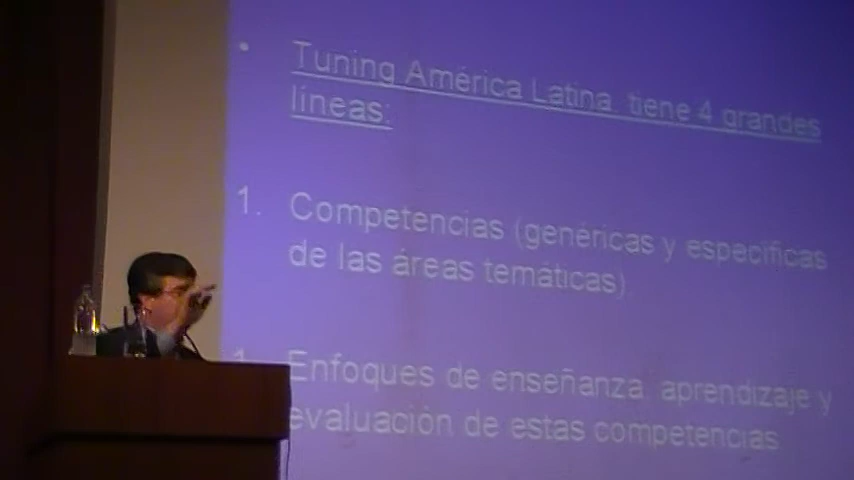 • Tuning América Latina, tiene 4 grandes
líneas:
1. Competencias (genéricas y específicas
de las áreas temáticas)
1. Enfoques de enseñanza, aprendizaje y
evaluación de estas competencias